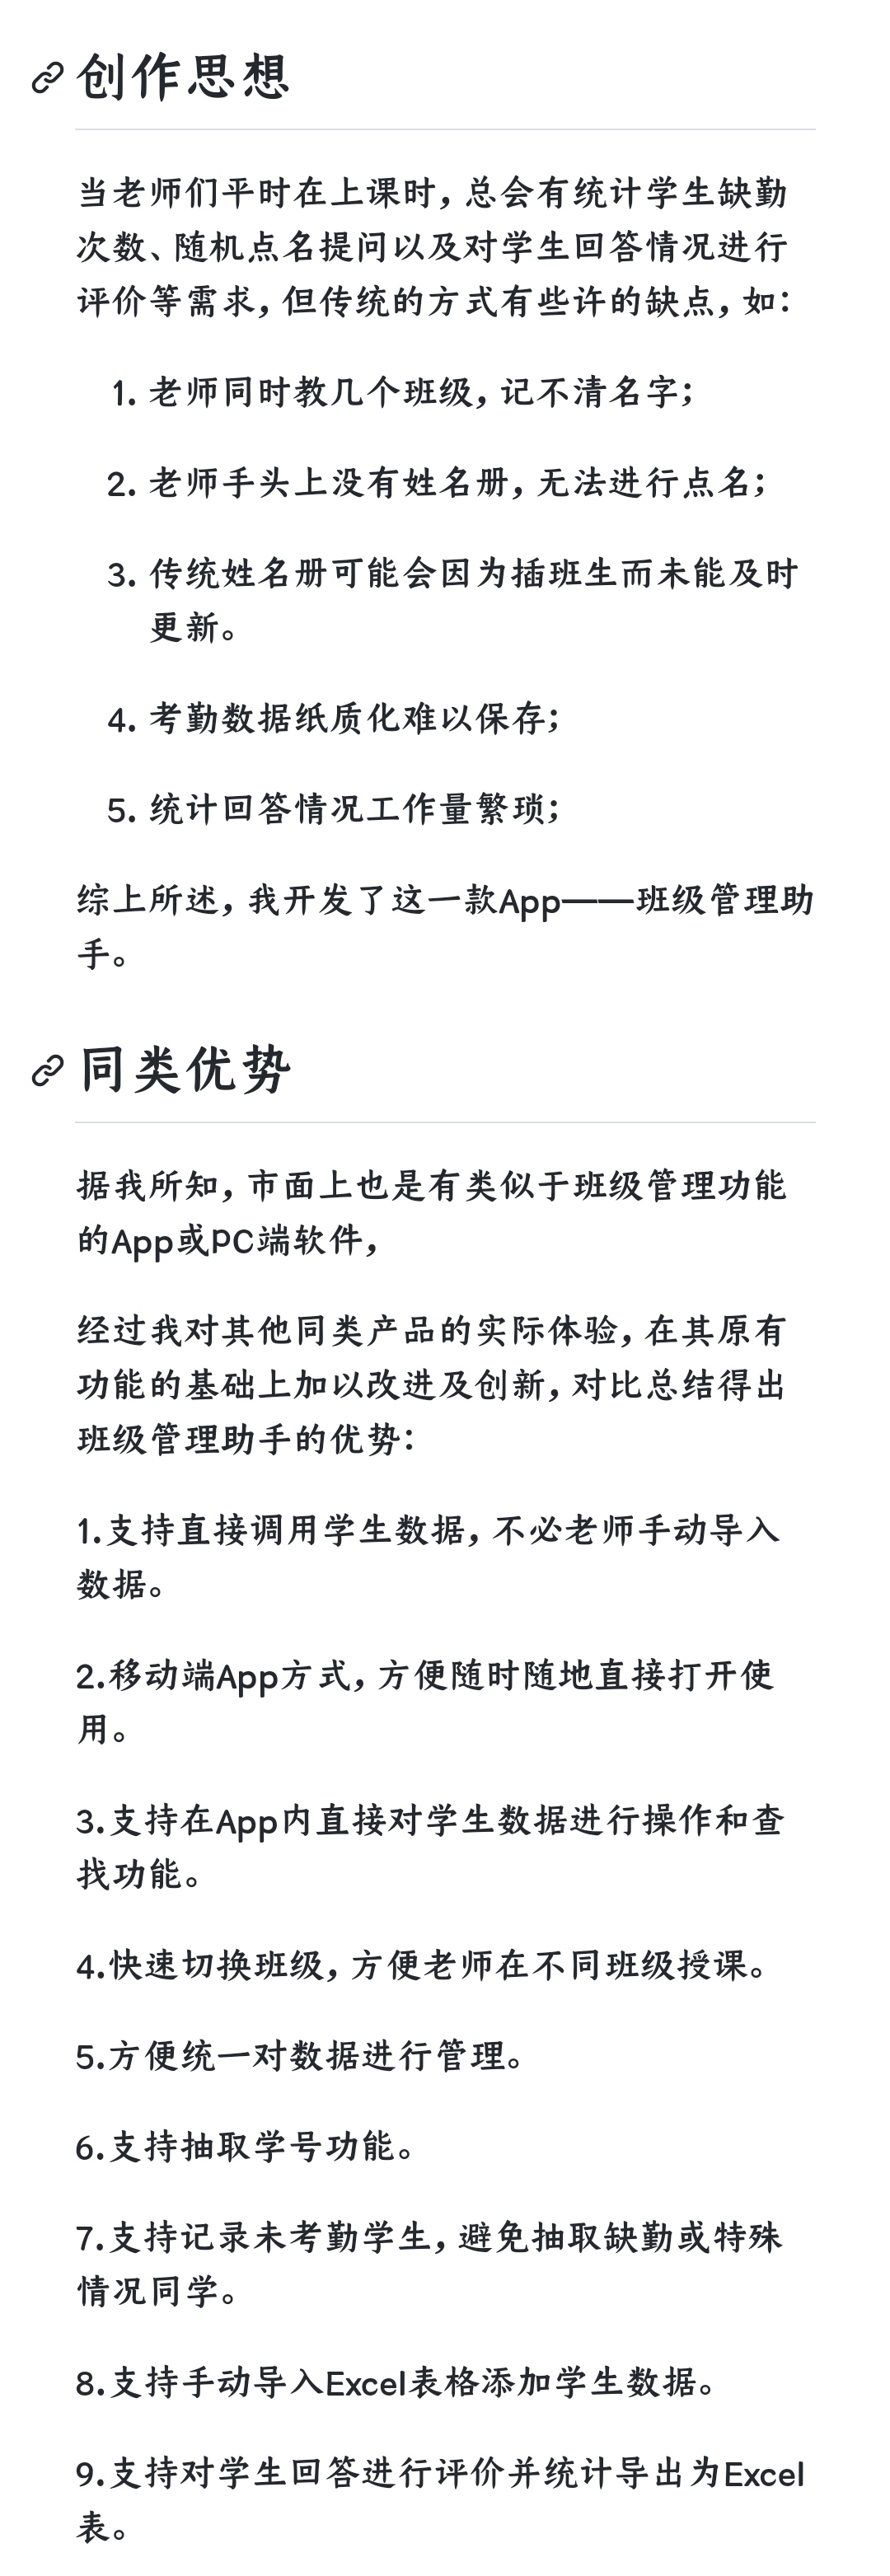 创作思想
当老师们平时在上课时，总会有统计学生缺勤
次数、随机点名提问以及对学生回答情况进行
评价等需求，但传统的方式有些许的缺点，如：
1. 老师同时教几个班级，记不清名字；
2. 老师手头上没有姓名册，无法进行点名；
3. 传统姓名册可能会因为插班生而未能及时
更新。
4. 考勤数据纸质化难以保存；
5. 统计回答情况工作量繁琐；
综上所述，我开发了这一款App——班级管理助
手。
同类优势
据我所知，市面上也是有类似于班级管理功能
的App或PC端软件，
经过我对其他同类产品的实际体验，在其原有
功能的基础上加以改进及创新，对比总结得出
班级管理助手的优势：
1.支持直接调用学生数据，不必老师手动导入
数据。
2.移动端App方式，方便随时随地直接打开使
用。
3.支持在App内直接对学生数据进行操作和查
找功能。
4.快速切换班级，方便老师在不同班级授课。
5.方便统一对数据进行管理。
6.支持抽取学号功能。
7.支持记录未考勤学生，避免抽取缺勤或特殊
情况同学。
8.支持手动导入Excel表格添加学生数据。
9.支持对学生回答进行评价并统计导出为Excel
表。